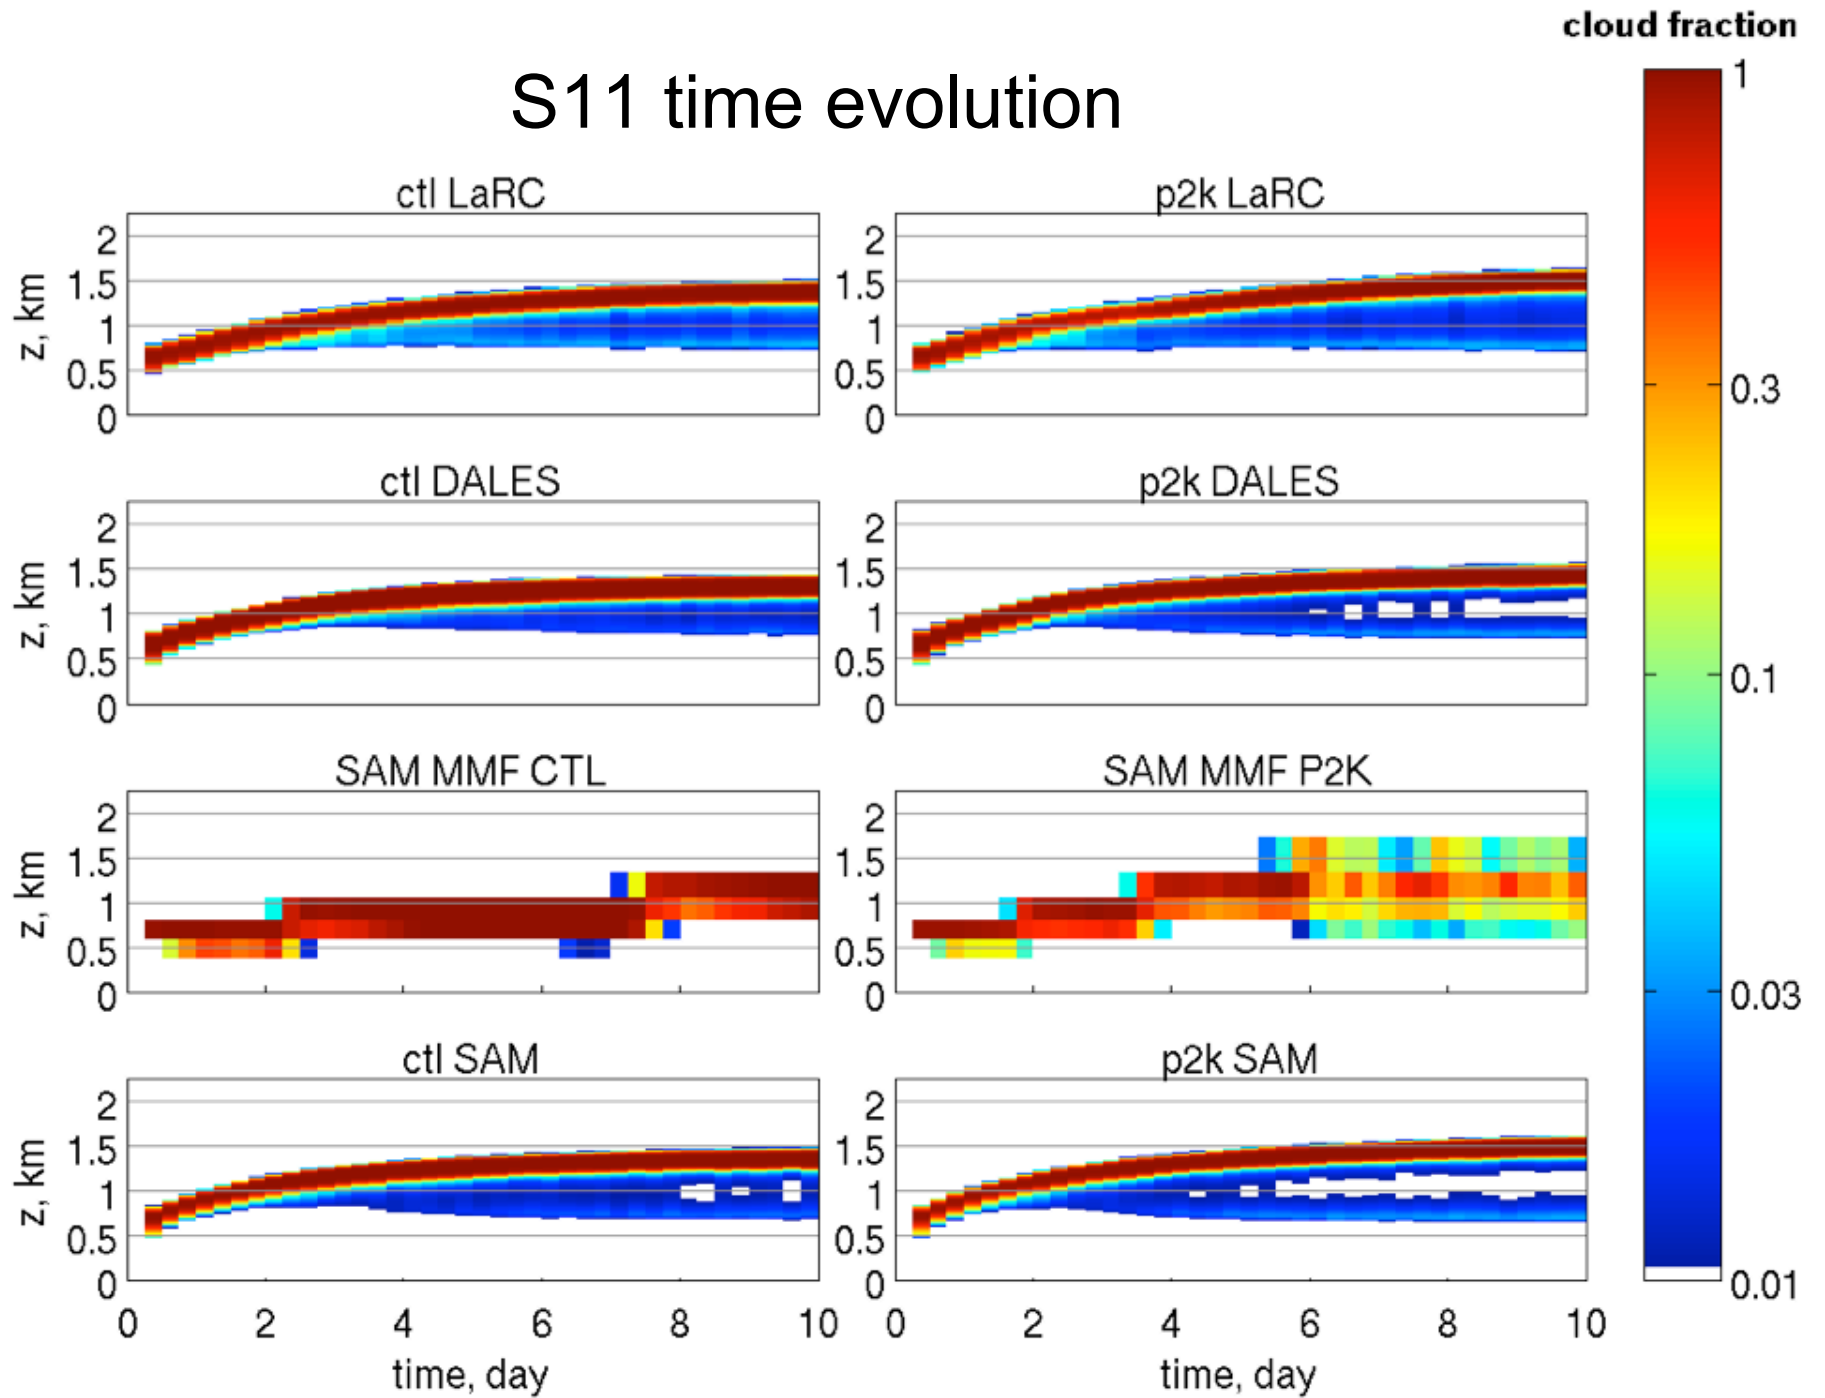 cloud fraction
S11 time evolution
1
0.3
0.1
0.03
0.01
ctl LaRC
p2k LaRC
z, km
2
1.5
1
0.5
0
2
1.5
1
0.5
0
ctl DALES
p2k DALES
z, km
2
1.5
1
0.5
0
2
1.5
1
0.5
0
SAM MMF CTL
SAM MMF P2K
z, km
2
1.5
1
0.5
0
2
1.5
1
0.5
0
ctl SAM
p2k SAM
z, km
2
1.5
1
0.5
0
2
1.5
1
0.5
0
0 2 4 6 8 10
0 2 4 6 8 10
time, day
time, day